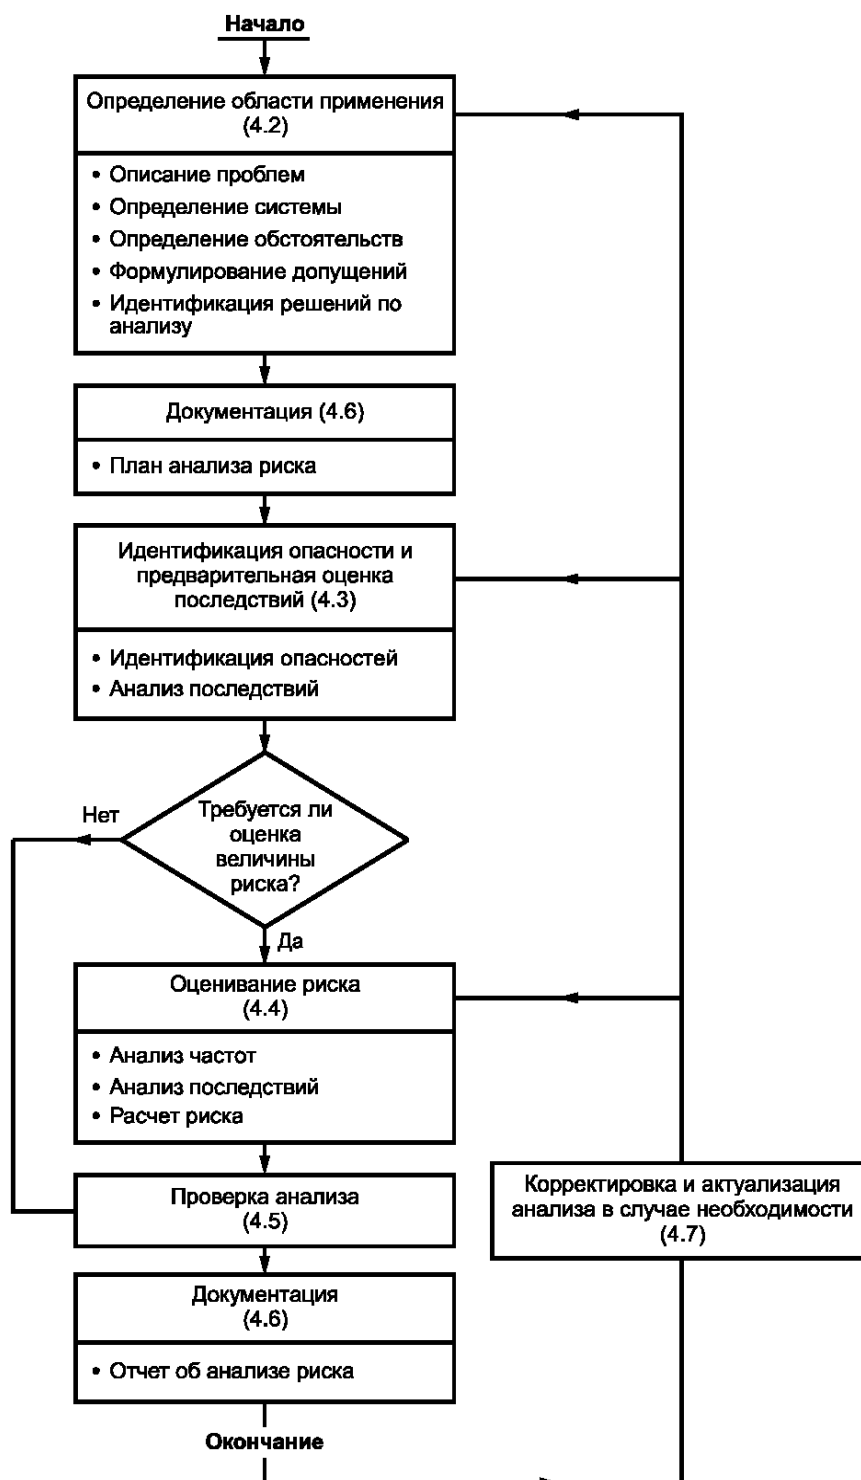 Начало
Определение области применения
(4.2)
• Описание проблем
• Определение системы
• Определение обстоятельств
• Формулирование допущений
• Идентификация решений по
анализу
Документация (4.6)
• План анализа риска
Идентификация опасности и
предварительная оценка
последствий (4.3)
• Идентификация опасностей
• Анализ последствий
Нет
Требуется ли
оценка
величины
риска?
Да
Оценивание риска
(4.4)
• Анализ частот
• Анализ последствий
• Расчет риска
Проверка анализа
(4.5)
Корректировка и актуализация
анализа в случае необходимости
(4.7)
Документация
(4.6)
• Отчет об анализе риска
Окончание